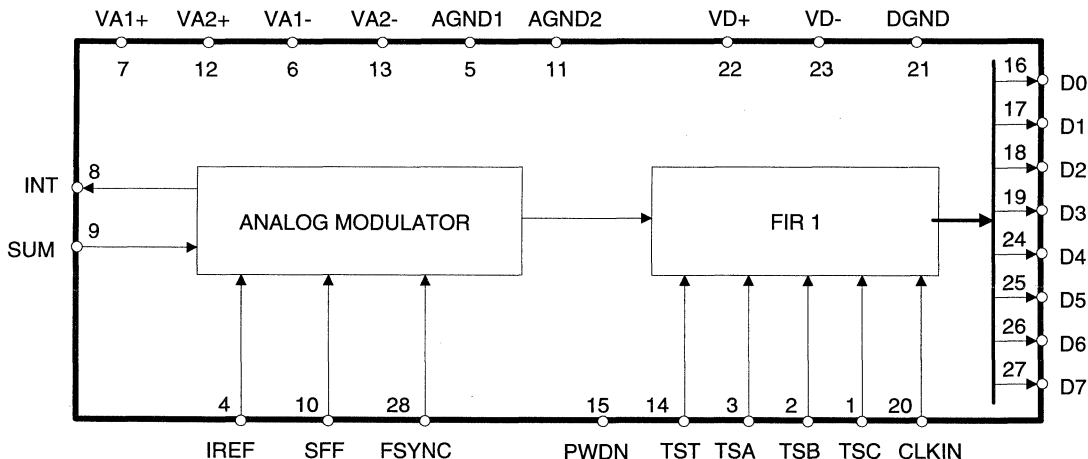 VA1+ VA2+ VA1- VA2- AGND1 AGND2 VD+ VD- DGND
7 12 6 13 5 11 22 23 21
16 D0
17 D1
18 D2
19 D3
24 D4
25 D5
26 D6
27 D7
INT 8
SUM 9
ANALOG MODULATOR
FIR 1
4 10 28 15 14 3 2 1 20
IREF SFF FSYNC PWDN TST TSA TSB TSC CLKIN